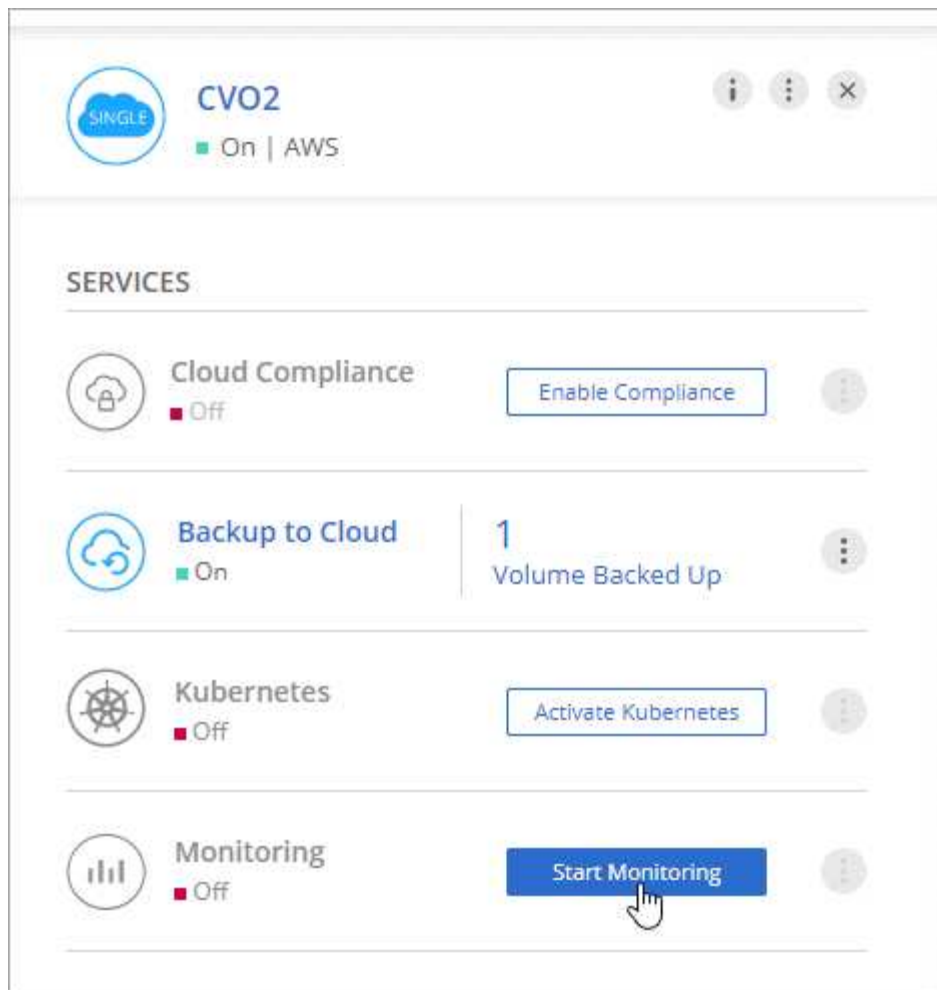 SINGLE
CVO2
On | AWS
SERVICES
Cloud Compliance
Off
Enable Compliance
Backup to Cloud
On
1
Volume Backed Up
Kubernetes
Off
Activate Kubernetes
Monitoring
Off
Start Monitoring